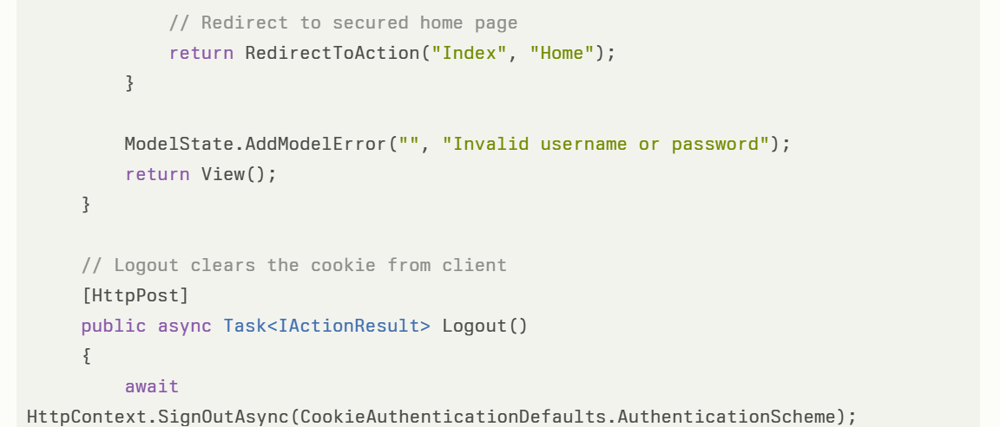 // Redirect to secured home page
return RedirectToAction("Index", "Home");
}
ModelState.AddModelError("", "Invalid username or password");
return View();
}
// Logout clears the cookie from client
[HttpPost]
public async Task<IActionResult> Logout()
{
await
HttpContext.SignOutAsync(CookieAuthenticationDefaults.AuthenticationScheme);